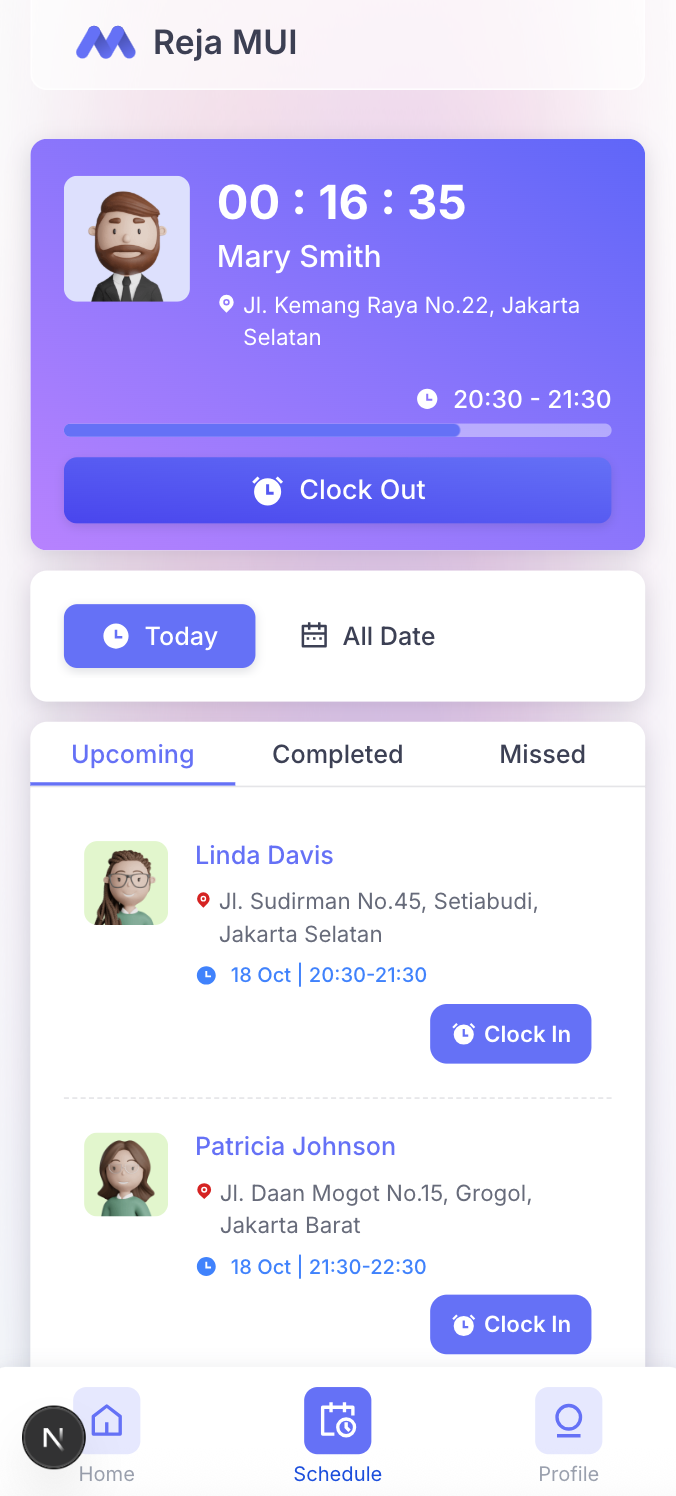 Reja MUI
00 : 16 : 35
Mary Smith
Jl. Kemang Raya No.22, Jakarta
Selatan
20:30 - 21:30
Clock Out
Today
All Date
Upcoming
Completed
Missed
Linda Davis
Jl. Sudirman No.45, Setiabudi,
Jakarta Selatan
18 Oct | 20:30-21:30
Clock In
Patricia Johnson
Jl. Daan Mogot No.15, Grogol,
Jakarta Barat
18 Oct | 21:30-22:30
Clock In
N
Home
Schedule
Profile